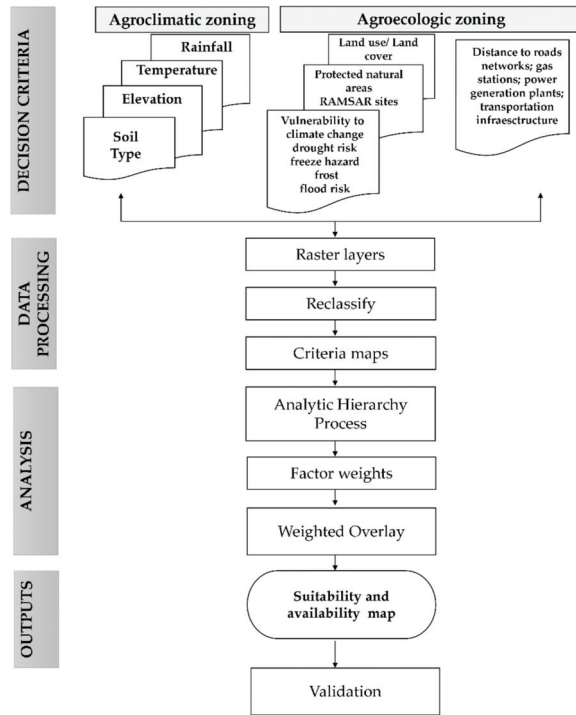 Agroclimatic zoning
Agroecologic zoning
DECISION CRITERIA
Rainfall
Temperature
Elevation
Soil
Type
Land use/ Land
cover
Protected natural
areas
RAMSAR sites
Vulnerability to
climate change
drought risk
freeze hazard
frost
flood risk
Distance to roads
networks; gas
stations; power
generation plants;
transportation
infraestructure
DATA
PROCESSING
Raster layers
Reclassify
Criteria maps
ANALYSIS
Analytic Hierarchy
Process
Factor weights
Weighted Overlay
OUTPUTS
Suitability and
availability map
Validation